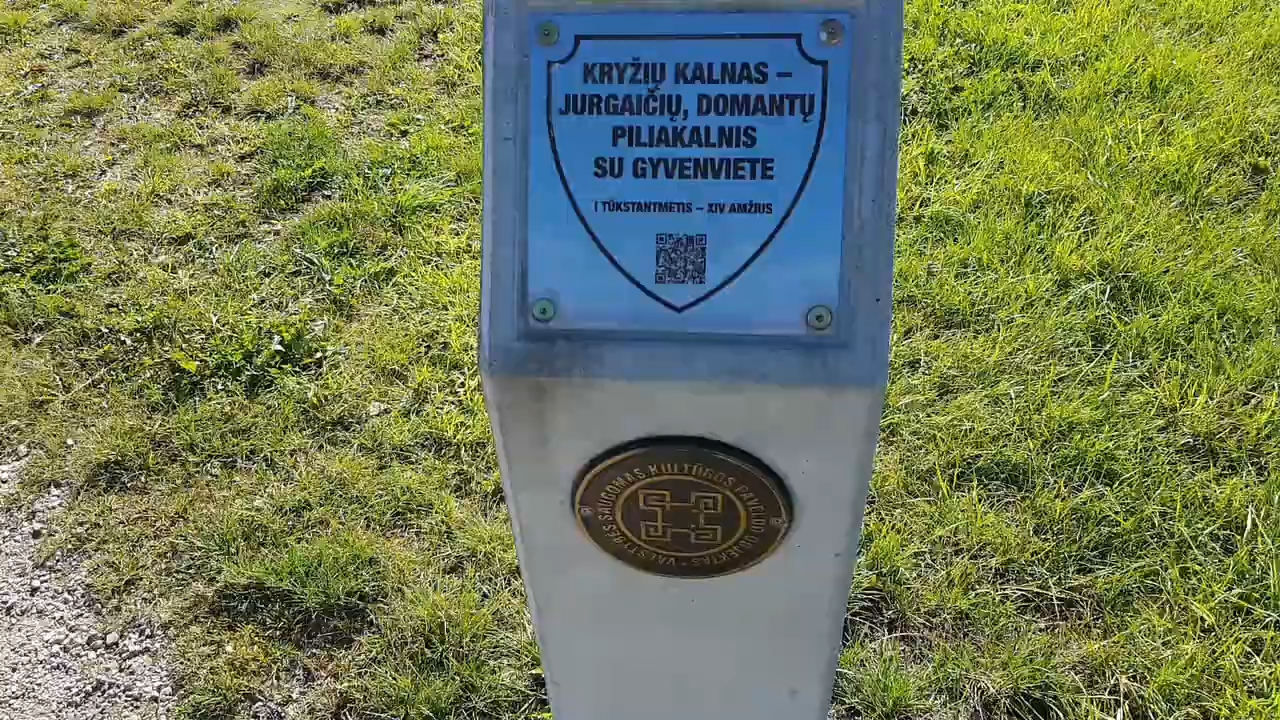 KRYŽIŲ KALNAS –
JURGAIČIŲ, DOMANTŲ
PILIAKALNIS
SU GYVENVIETE
I TŪKSTANTMETIS – XIV AMŽIUS
VALSTYBĖS SAUGOMAS KULTŪROS PAVELDO OBJEKTAS •